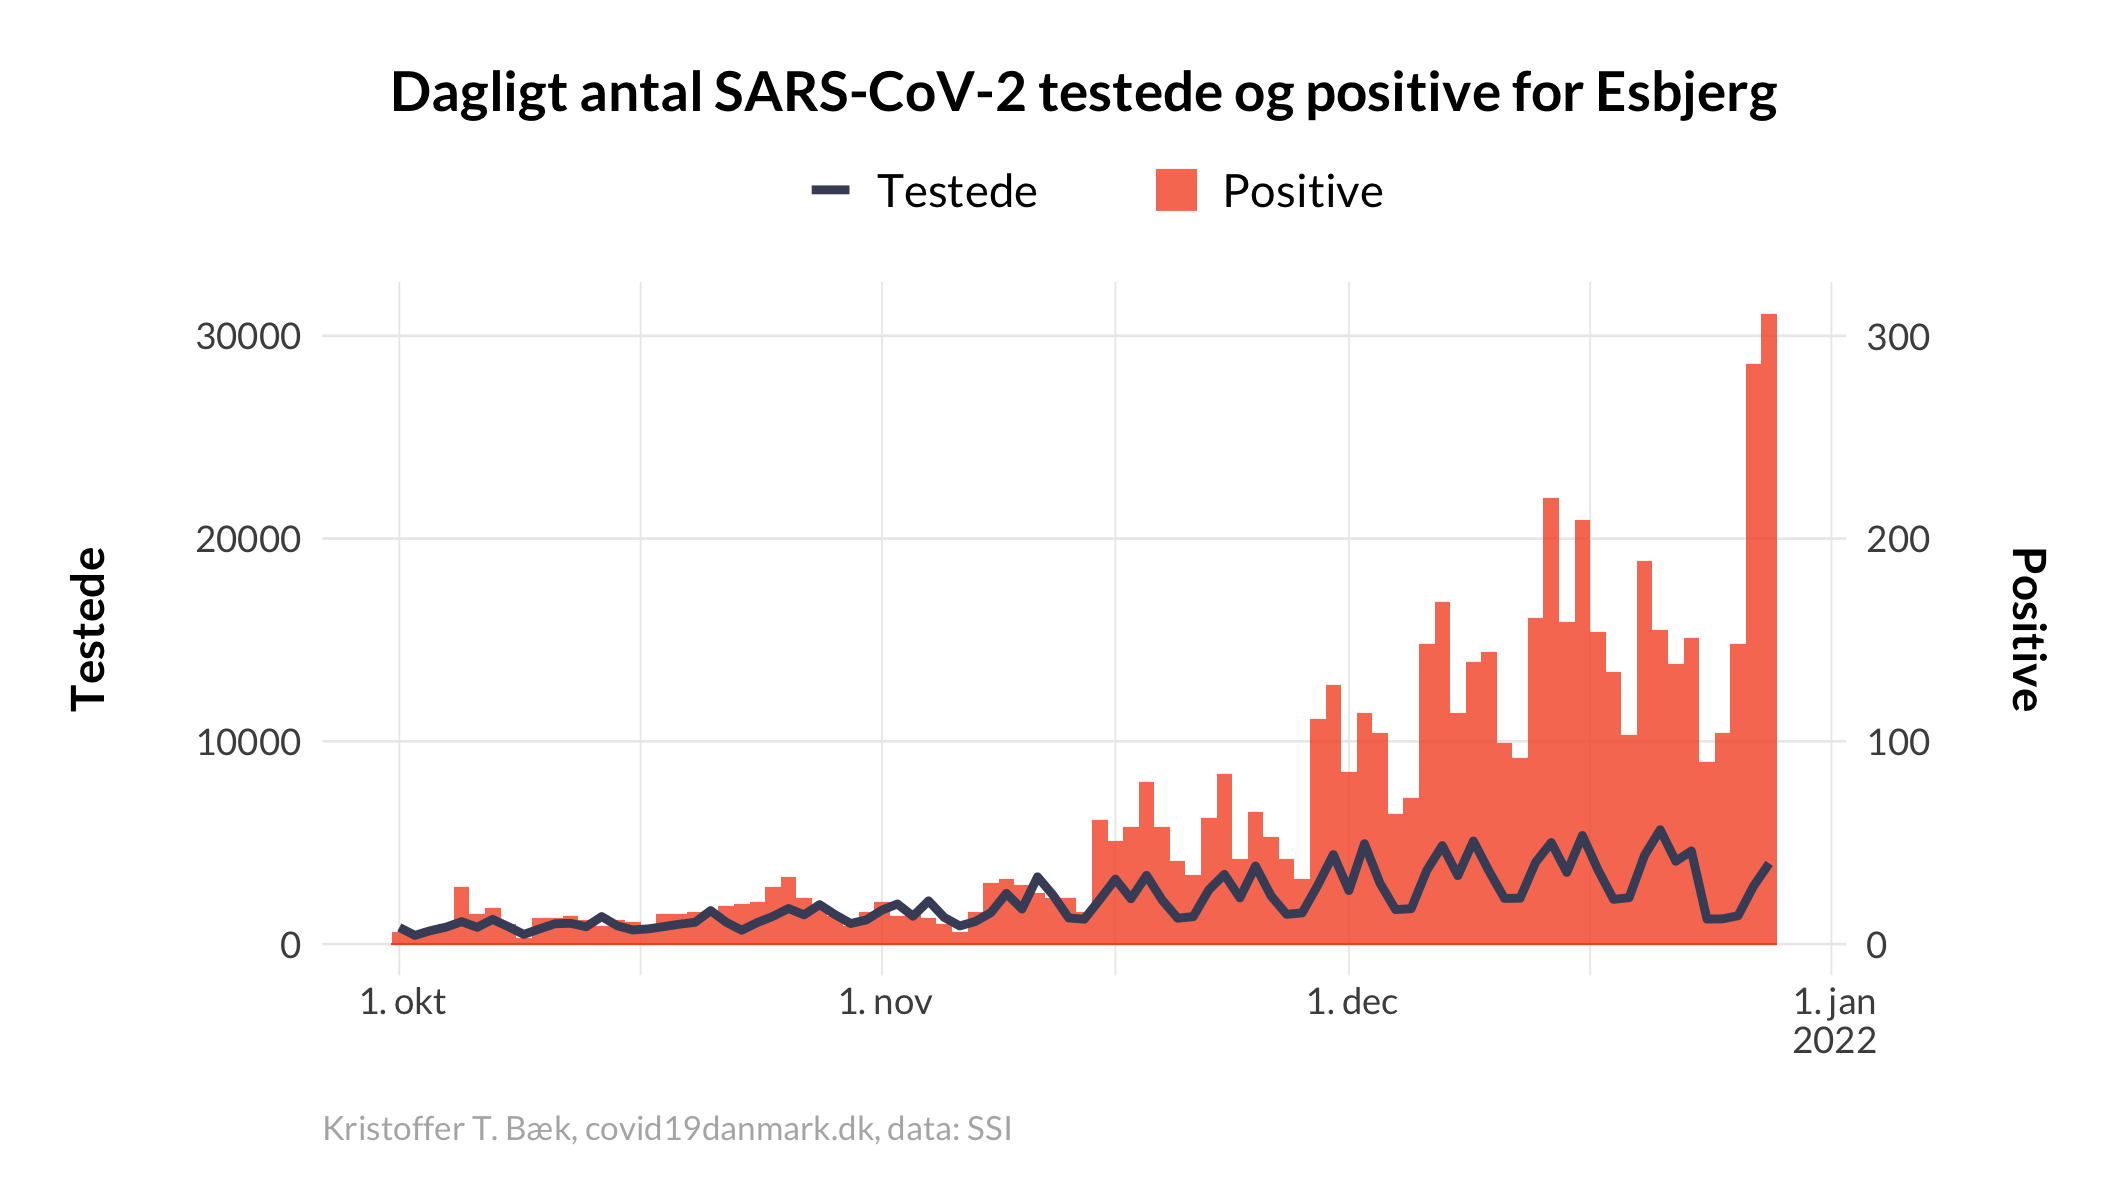 Dagligt antal SARS-CoV-2 testede og positive for Esbjerg
Testede
Positive
30000
20000
10000
0
300
200
100
0
Testede
Positive
1. okt
1. nov
1. dec
1. jan
2022
Kristoffer T. Bæk, covid19danmark.dk, data: SSI